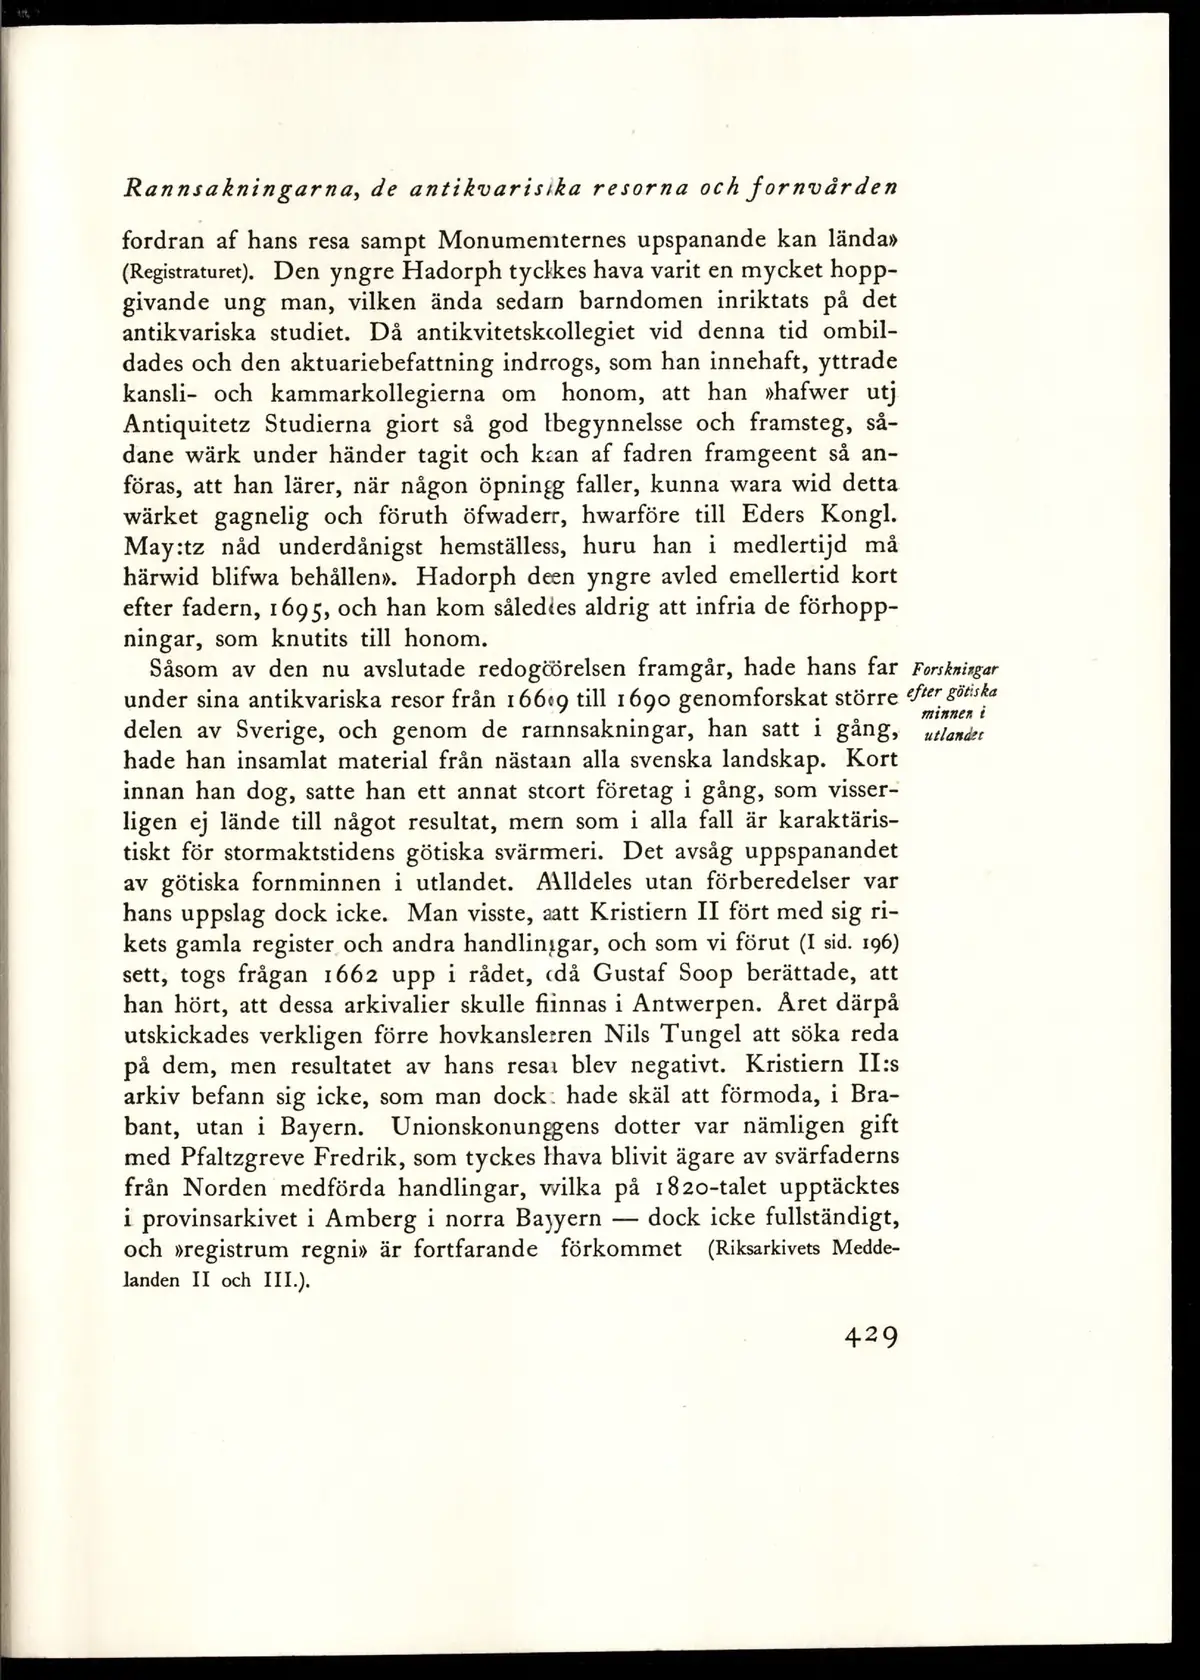 Rannsakningarna, de antikvariska resorna och fornvården
fordran af hans resa sampt Monumenternes upspanande kan lända»
(Registraturet). Den yngre Hadorph tyckes hava varit en mycket hopp-
givande ung man, vilken ända sedan barndomen inriktats på det
antikvariska studiet. Då antikvitetskollegiet vid denna tid ombil-
dades och den aktuariebefattning indrogs, som han innehaft, yttrade
kansli- och kammarkollegierna om honom, att han »hafwer utj
Antiquitetz Studierna giort så god begynnelsse och framsteg, så-
dane wärk under händer tagit och kan af fadren framgeent så an-
föras, att han lärer, när någon öpning faller, kunna wara wid detta
wärket gagnelig och föruth öfwader, hwarföre till Eders Kongl.
May:tz nåd underdånigst hemställes, huru han i medlertijd må
härwid blifwa behållen». Hadorph den yngre avled emellertid kort
efter fadern, 1695, och han kom således aldrig att infria de förhopp-
ningar, som knutits till honom.
Såsom av den nu avslutade redogörelsen framgår, hade hans far
under sina antikvariska resor från 1669 till 1690 genomforskat större
delen av Sverige, och genom de rannsakningar, han satt i gång,
hade han insamlat material från nästan alla svenska landskap. Kort
innan han dog, satte han ett annat stort företag i gång, som visser-
ligen ej lände till något resultat, men som i alla fall är karaktäris-
tiskt för stormaktstidens götiska svärmeri. Det avsåg uppspanandet
av götiska fornminnen i utlandet. Alldeles utan förberedelser var
hans uppslag dock icke. Man visste, att Kristiern II fört med sig ri-
kets gamla register och andra handlingar, och som vi förut (I sid. 196)
sett, togs frågan 1662 upp i rådet, då Gustaf Soop berättade, att
han hört, att dessa arkivalier skulle finnas i Antwerpen. Året därpå
utskickades verkligen förre hovkansleren Nils Tungel att söka reda
på dem, men resultatet av hans resa blev negativt. Kristiern II:s
arkiv befann sig icke, som man dock hade skäl att förmoda, i Bra-
bant, utan i Bayern. Unionskonungens dotter var nämligen gift
med Pfaltzgreve Fredrik, som tyckes hava blivit ägare av svärfaderns
från Norden medförda handlingar, wilka på 1820-talet upptäcktes
i provinsarkivet i Amberg i norra Bayern — dock icke fullständigt,
och »registrum regni» är fortfarande förkommet (Riksarkivets Medde-
landen II och III.).
Forskningar
efter götiska
minnen i
utlandet
429